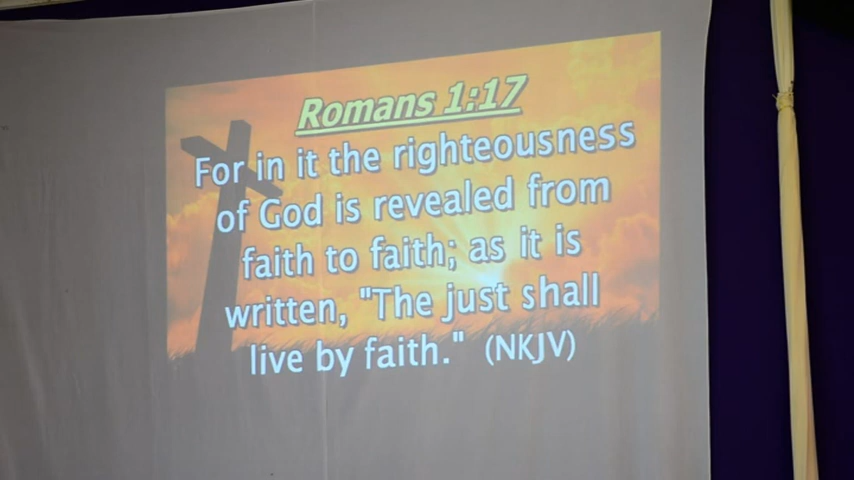 Romans 1:17
For in it the righteousness
of God is revealed from
faith to faith; as it is
written, "The just shall
live by faith." (NKJV)